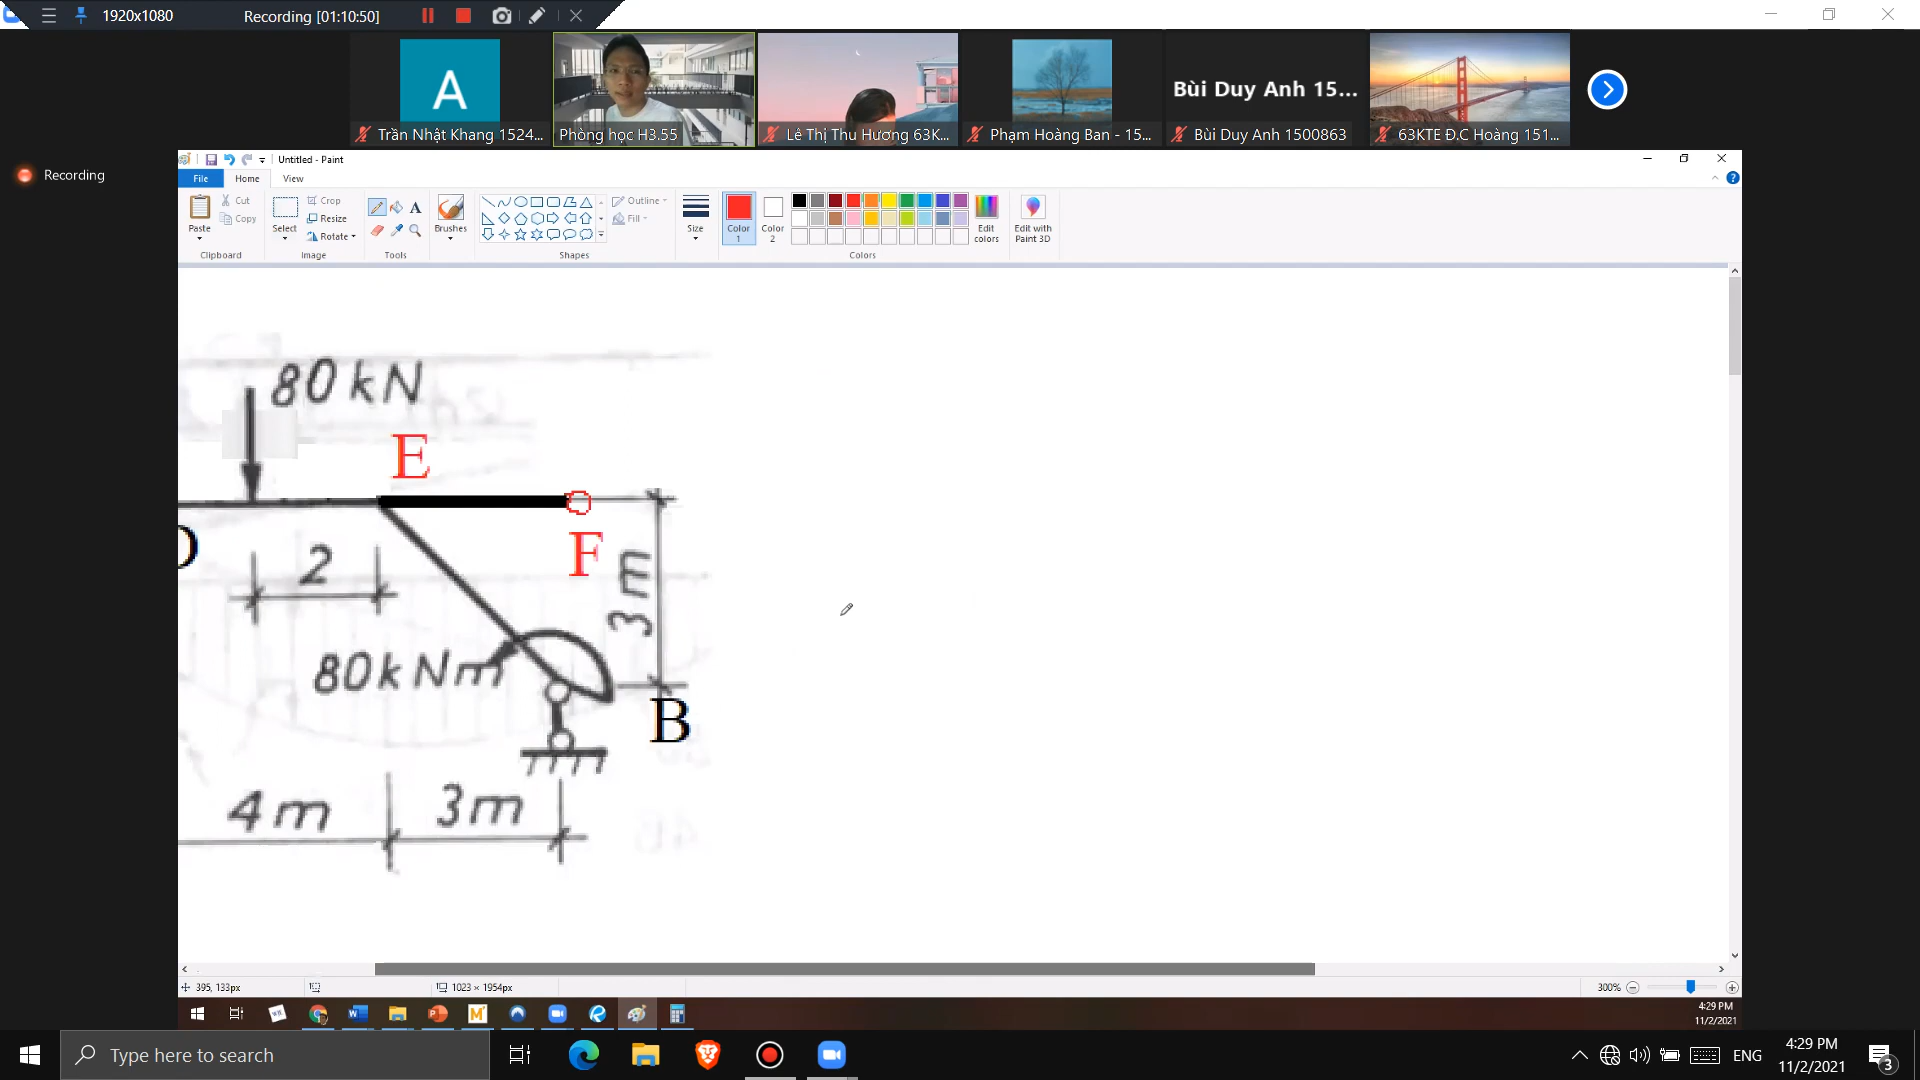 1920x1080
Recording [01:10:50]
A
Bùi Duy Anh 15...
Trần Nhật Khang 1524...
Phòng học H3.55
Lê Thị Thu Hương 63K...
Phạm Hoàng Ban - 15...
Bùi Duy Anh 1500863
63KTE Đ.C Hoàng 151...
Recording
Untitled - Paint
File
Home
View
Paste
Cut
Copy
Clipboard
Select
Crop
Resize
Rotate
Image
A
Tools
Brushes
Shapes
Outline
Fill
Size
Color
1
Color
2
Colors
Edit
colors
Edit with
Paint 3D
80 kN
E
D
F
2
3m
80kNm
B
4m
3m
395, 133px
1023 × 1954px
300%
4:29 PM
11/2/2021
Type here to search
ENG
4:29 PM
11/2/2021
3